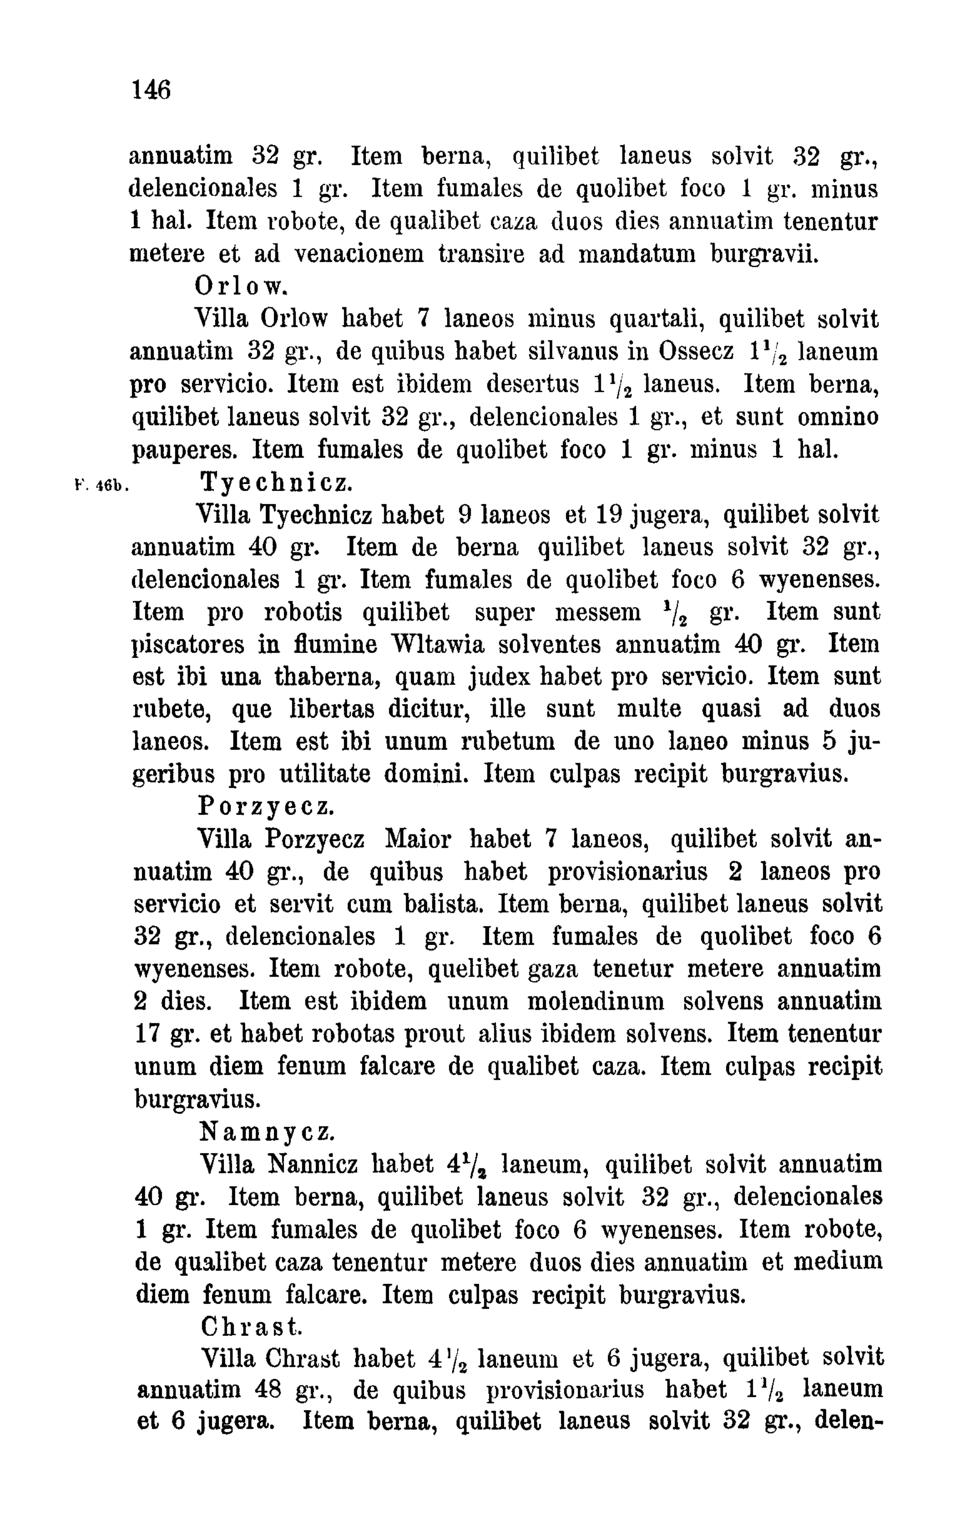 146
annuatim 32 gr. Item berna, quilibet laneus solvit 32 gr.,
delencionales 1 gr. Item fumales de quolibet foco 1 gr. minus
1 hal. Item robote, de qualibet caza duos dies annuatim tenentur
metere et ad venacionem transire ad mandatum burgravii.
Orlow.
Villa Orlow habet 7 laneos minus quartali, quilibet solvit
annuatim 32 gr., de quibus habet silvanus in Ossecz 1 1/2 laneum
pro servicio. Item est ibidem desertus 1 1/2 laneus. Item berna,
quilibet laneus solvit 32 gr., delencionales 1 gr., et sunt omnino
pauperes. Item fumales de quolibet foco 1 gr. minus 1 hal.
F. 46b. Tyechnicz.
Villa Tyechnicz habet 9 laneos et 19 jugera, quilibet solvit
annuatim 40 gr. Item de berna quilibet laneus solvit 32 gr.,
delencionales 1 gr. Item fumales de quolibet foco 6 wyenenses.
Item pro robotis quilibet super messem 1/2 gr. Item sunt
piscatores in flumine Wltawia solventes annuatim 40 gr. Item
est ibi una thaberna, quam judex habet pro servicio. Item sunt
rubete, que libertas dicitur, ille sunt multe quasi ad duos
laneos. Item est ibi unum rubetum de uno laneo minus 5 ju-
geribus pro utilitate domini. Item culpas recipit burgravius.
Porzyecz.
Villa Porzyecz Maior habet 7 laneos, quilibet solvit an-
nuatim 40 gr., de quibus habet provisionarius 2 laneos pro
servicio et servit cum balista. Item berna, quilibet laneus solvit
32 gr., delencionales 1 gr. Item fumales de quolibet foco 6
wyenenses. Item robote, quelibet gaza tenetur metere annuatim
2 dies. Item est ibidem unum molendinum solvens annuatim
17 gr. et habet robotas prout alius ibidem solvens. Item tenentur
unum diem fenum falcare de qualibet caza. Item culpas recipit
burgravius.
Namnycz.
Villa Nannicz habet 4 1/2 laneum, quilibet solvit annuatim
40 gr. Item berna, quilibet laneus solvit 32 gr., delencionales
1 gr. Item fumales de quolibet foco 6 wyenenses. Item robote,
de qualibet caza tenentur metere duos dies annuatim et medium
diem fenum falcare. Item culpas recipit burgravius.
Chrast.
Villa Chrast habet 4 1/2 laneum et 6 jugera, quilibet solvit
annuatim 48 gr., de quibus provisionarius habet 1 1/2 laneum
et 6 jugera. Item berna, quilibet laneus solvit 32 gr., delen-